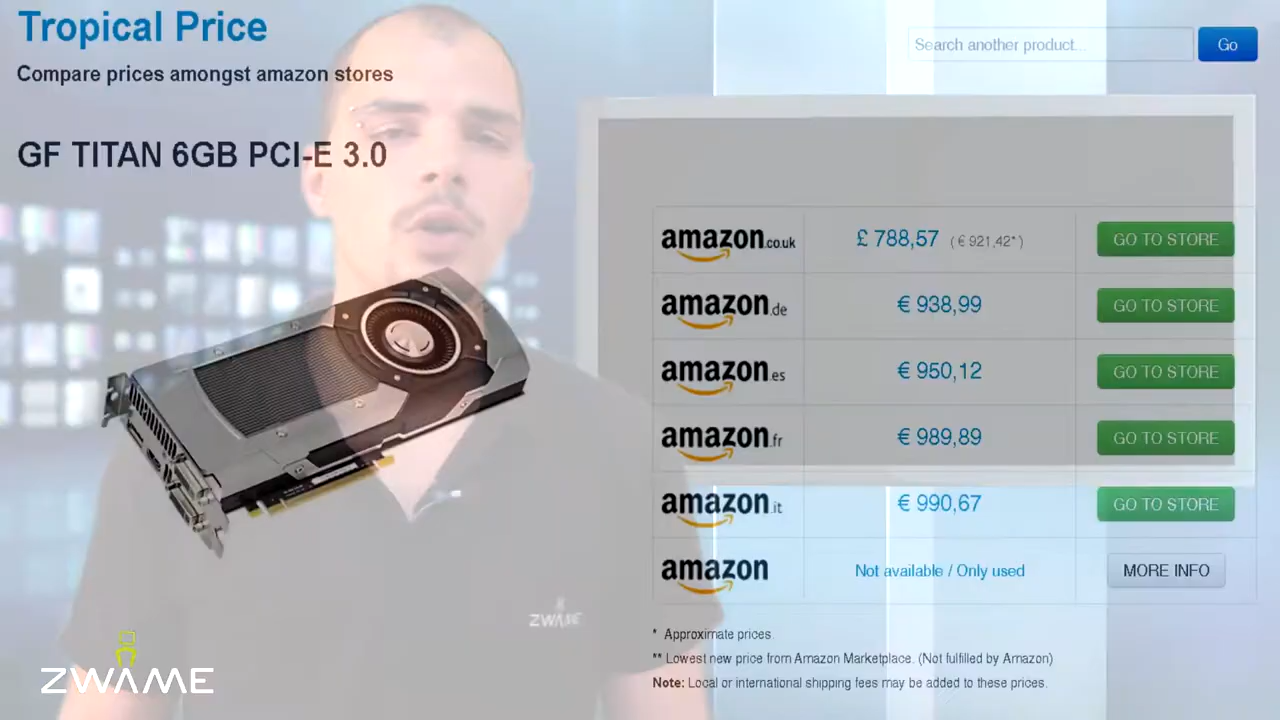 Tropical Price
Compare prices amongst amazon stores
Search another product...
Go
GF TITAN 6GB PCI-E 3.0
amazon.co.uk £ 788,57 ( € 921,42* ) GO TO STORE
amazon.de € 938,99 GO TO STORE
amazon.es € 950,12 GO TO STORE
amazon.fr € 989,89 GO TO STORE
amazon.it € 990,67 GO TO STORE
amazon Not available / Only used MORE INFO
* Approximate prices
** Lowest new price from Amazon Marketplace. (Not fulfilled by Amazon)
Note: Local or international shipping fees may be added to these prices.
ZWAME
ZWAME